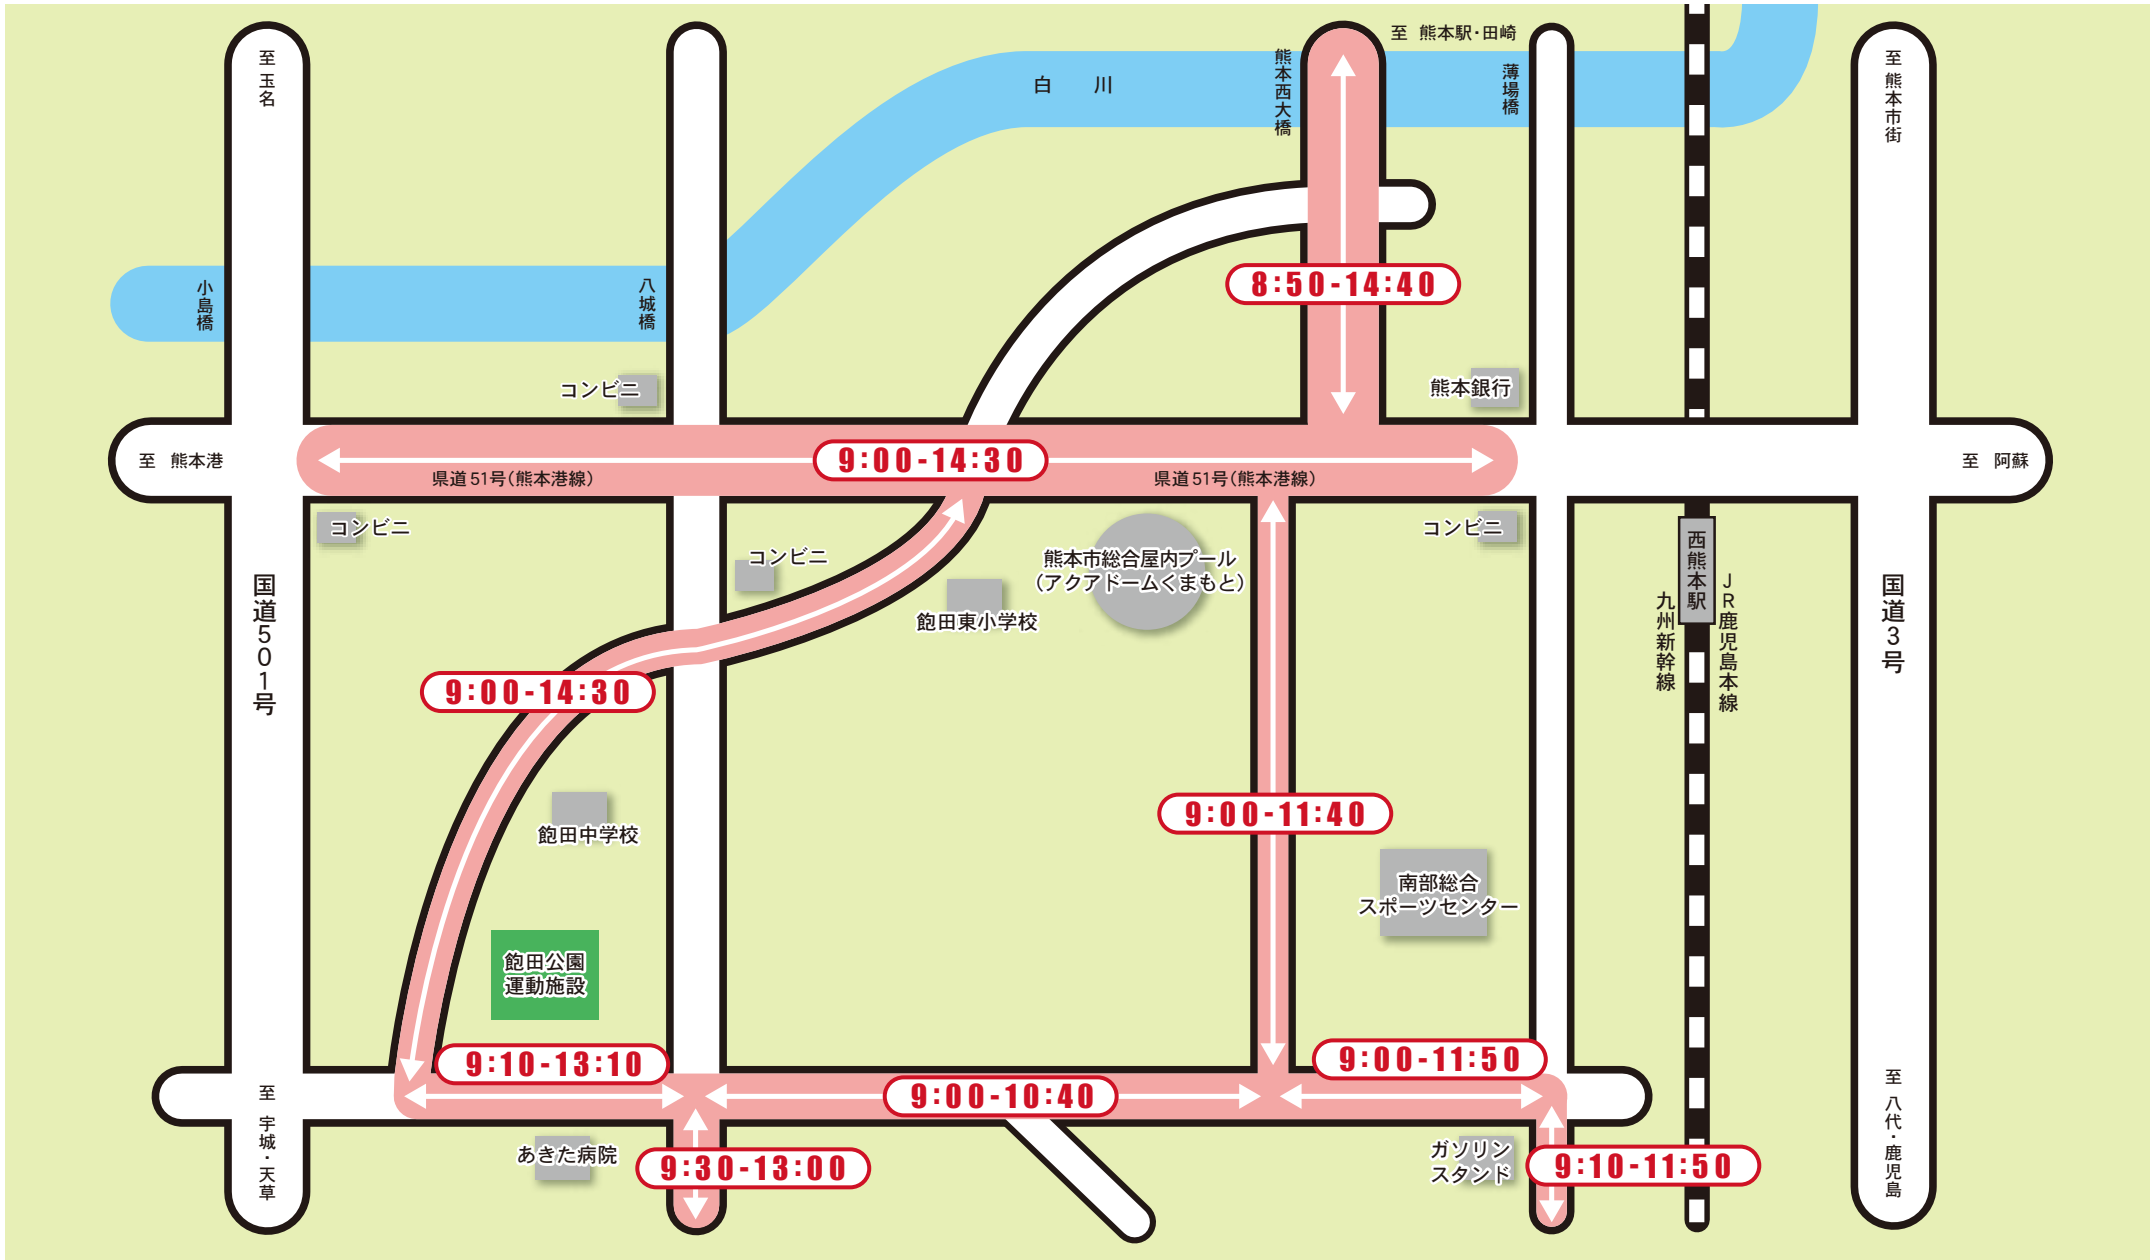 至 玉名
至 熊本駅・田崎
至 熊本市街
白川
熊本西大橋
薄場橋
小島橋
八城橋
8:50-14:40
コンビニ
熊本銀行
至 熊本港
9:00-14:30
至 阿蘇
県道51号(熊本港線)
県道51号(熊本港線)
コンビニ
コンビニ
コンビニ
熊本市総合屋内プール
(アクアドームくまもと)
飽田東小学校
西熊本駅
JR鹿児島本線
九州新幹線
国道501号
国道3号
9:00-14:30
飽田中学校
9:00-11:40
南部総合
スポーツセンター
飽田公園
運動施設
9:10-13:10
9:00-11:50
9:00-10:40
至 宇城・天草
至 八代・鹿児島
あきた病院
9:30-13:00
ガソリン
スタンド
9:10-11:50